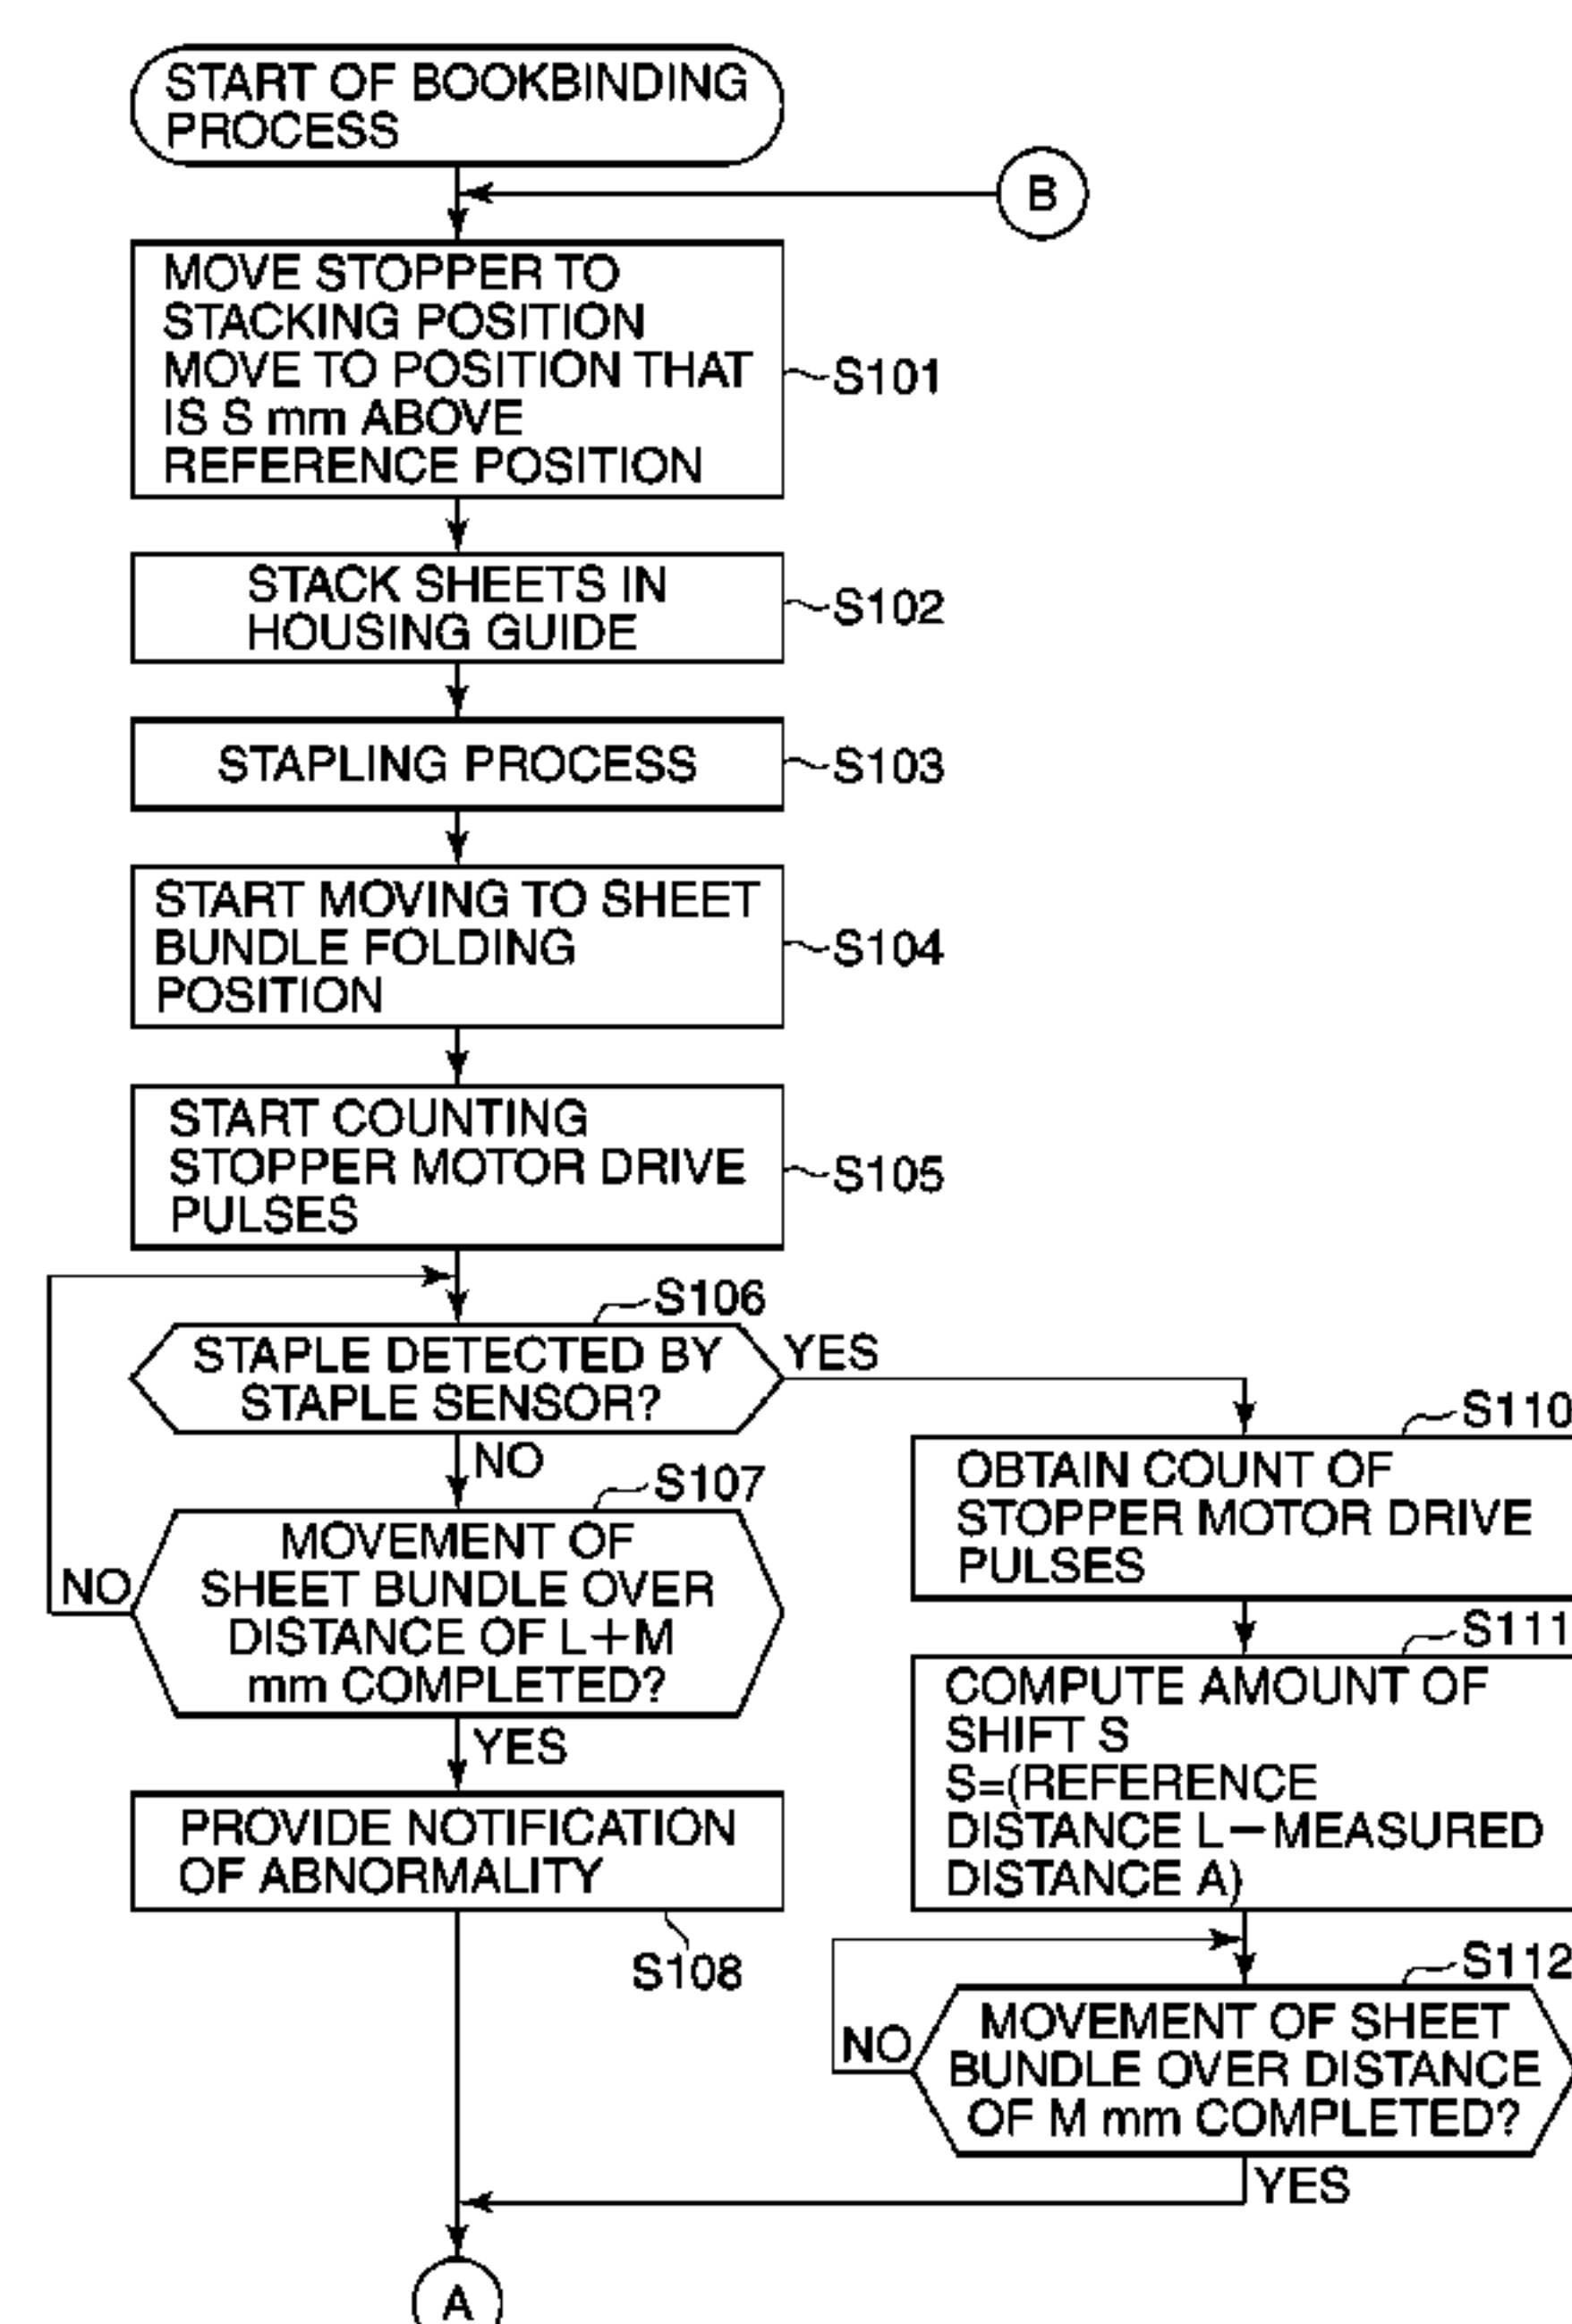 START OF BOOKBINDING
PROCESS
B
MOVE STOPPER TO
STACKING POSITION
MOVE TO POSITION THAT
IS S mm ABOVE
REFERENCE POSITION
S101
STACK SHEETS IN
HOUSING GUIDE
S102
STAPLING PROCESS
S103
START MOVING TO SHEET
BUNDLE FOLDING
POSITION
S104
START COUNTING
STOPPER MOTOR DRIVE
PULSES
S105
S106
STAPLE DETECTED BY
STAPLE SENSOR?
YES
NO
S107
MOVEMENT OF
SHEET BUNDLE OVER
DISTANCE OF L+M
mm COMPLETED?
NO
YES
PROVIDE NOTIFICATION
OF ABNORMALITY
S108
S110
OBTAIN COUNT OF
STOPPER MOTOR DRIVE
PULSES
S111
COMPUTE AMOUNT OF
SHIFT S
S=(REFERENCE
DISTANCE L－MEASURED
DISTANCE A)
S112
MOVEMENT OF SHEET
BUNDLE OVER DISTANCE
OF M mm COMPLETED?
NO
YES
A